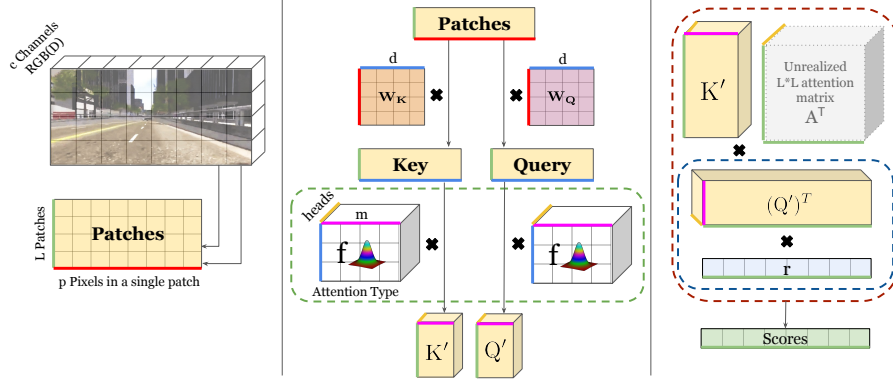 c Channels
RGB(D)
L Patches
Patches
p Pixels in a single patch
Patches
d
d
W_K
✖
✖
W_Q
Key
Query
heads
m
f
✖
✖
f
Attention Type
K′
Q′
K′
Unrealized
L*L attention
matrix
A^T
✖
(Q′)^T
✖
r
Scores